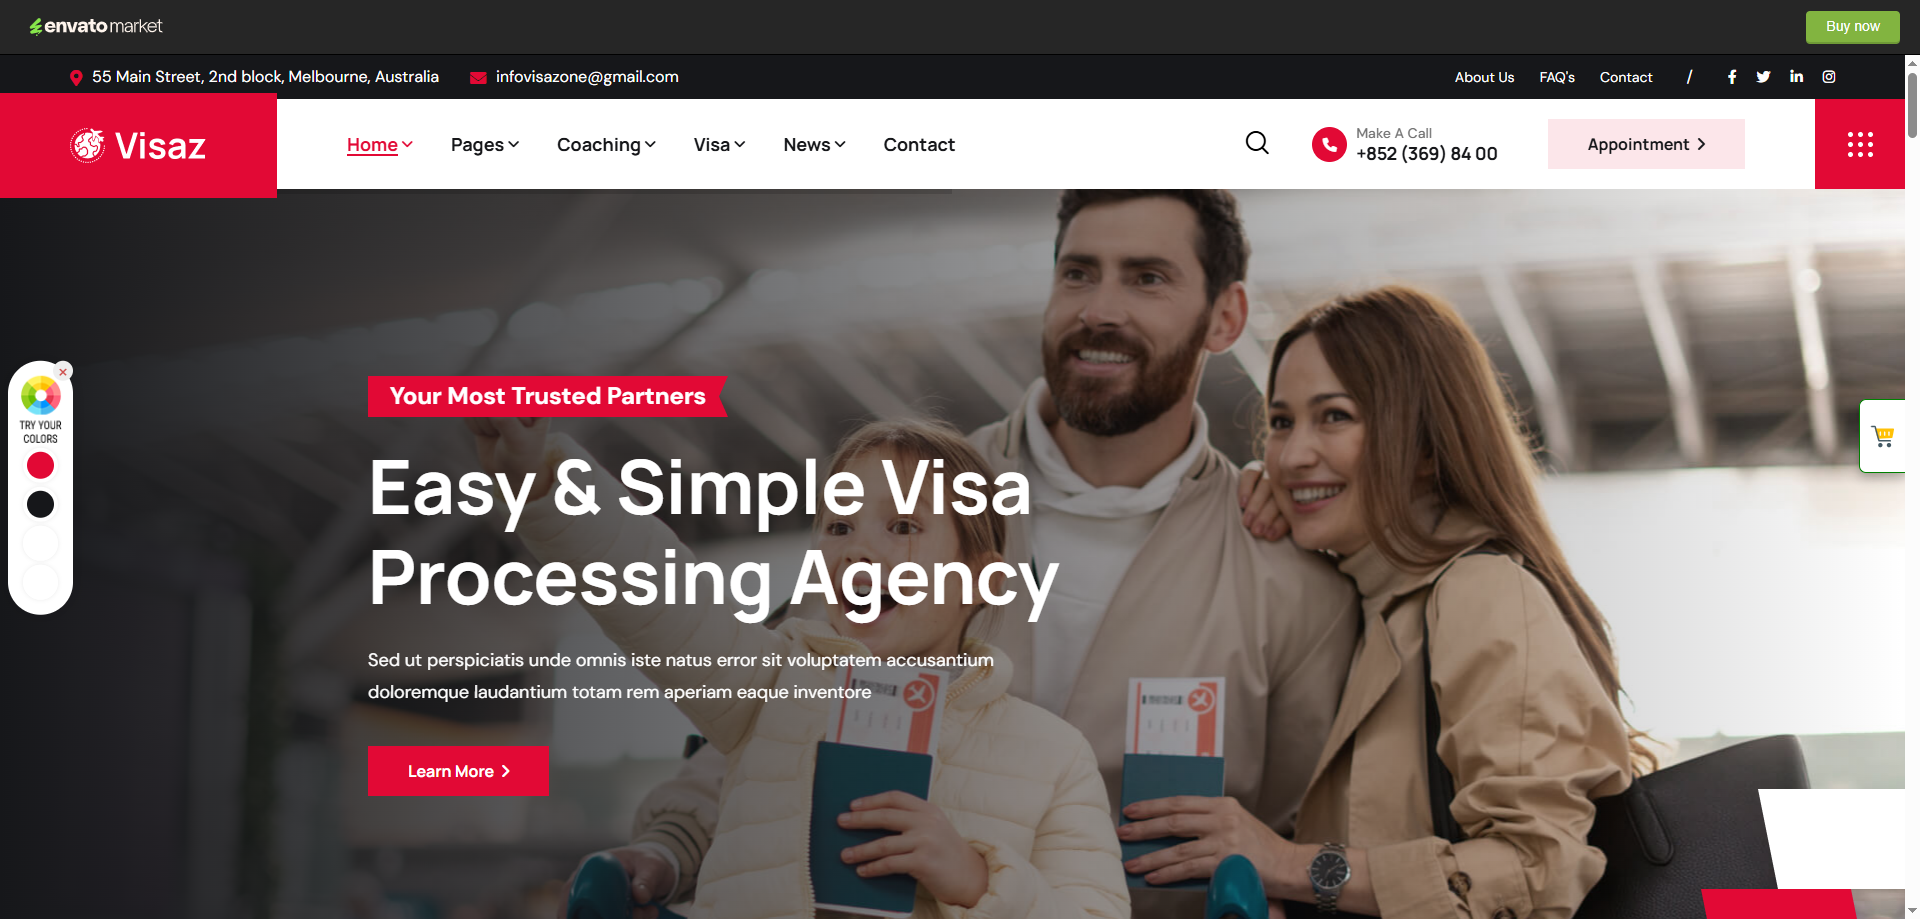 envato market
Buy now
55 Main Street, 2nd block, Melbourne, Australia
infovisazone@gmail.com
About Us
FAQ's
Contact
/
Visaz
Home
Pages
Coaching
Visa
News
Contact
Make A Call
+852 (369) 84 00
Appointment
TRY YOUR
COLORS
Your Most Trusted Partners
Easy & Simple Visa
Processing Agency
Sed ut perspiciatis unde omnis iste natus error sit voluptatem accusantium
doloremque laudantium totam rem aperiam eaque inventore
Learn More